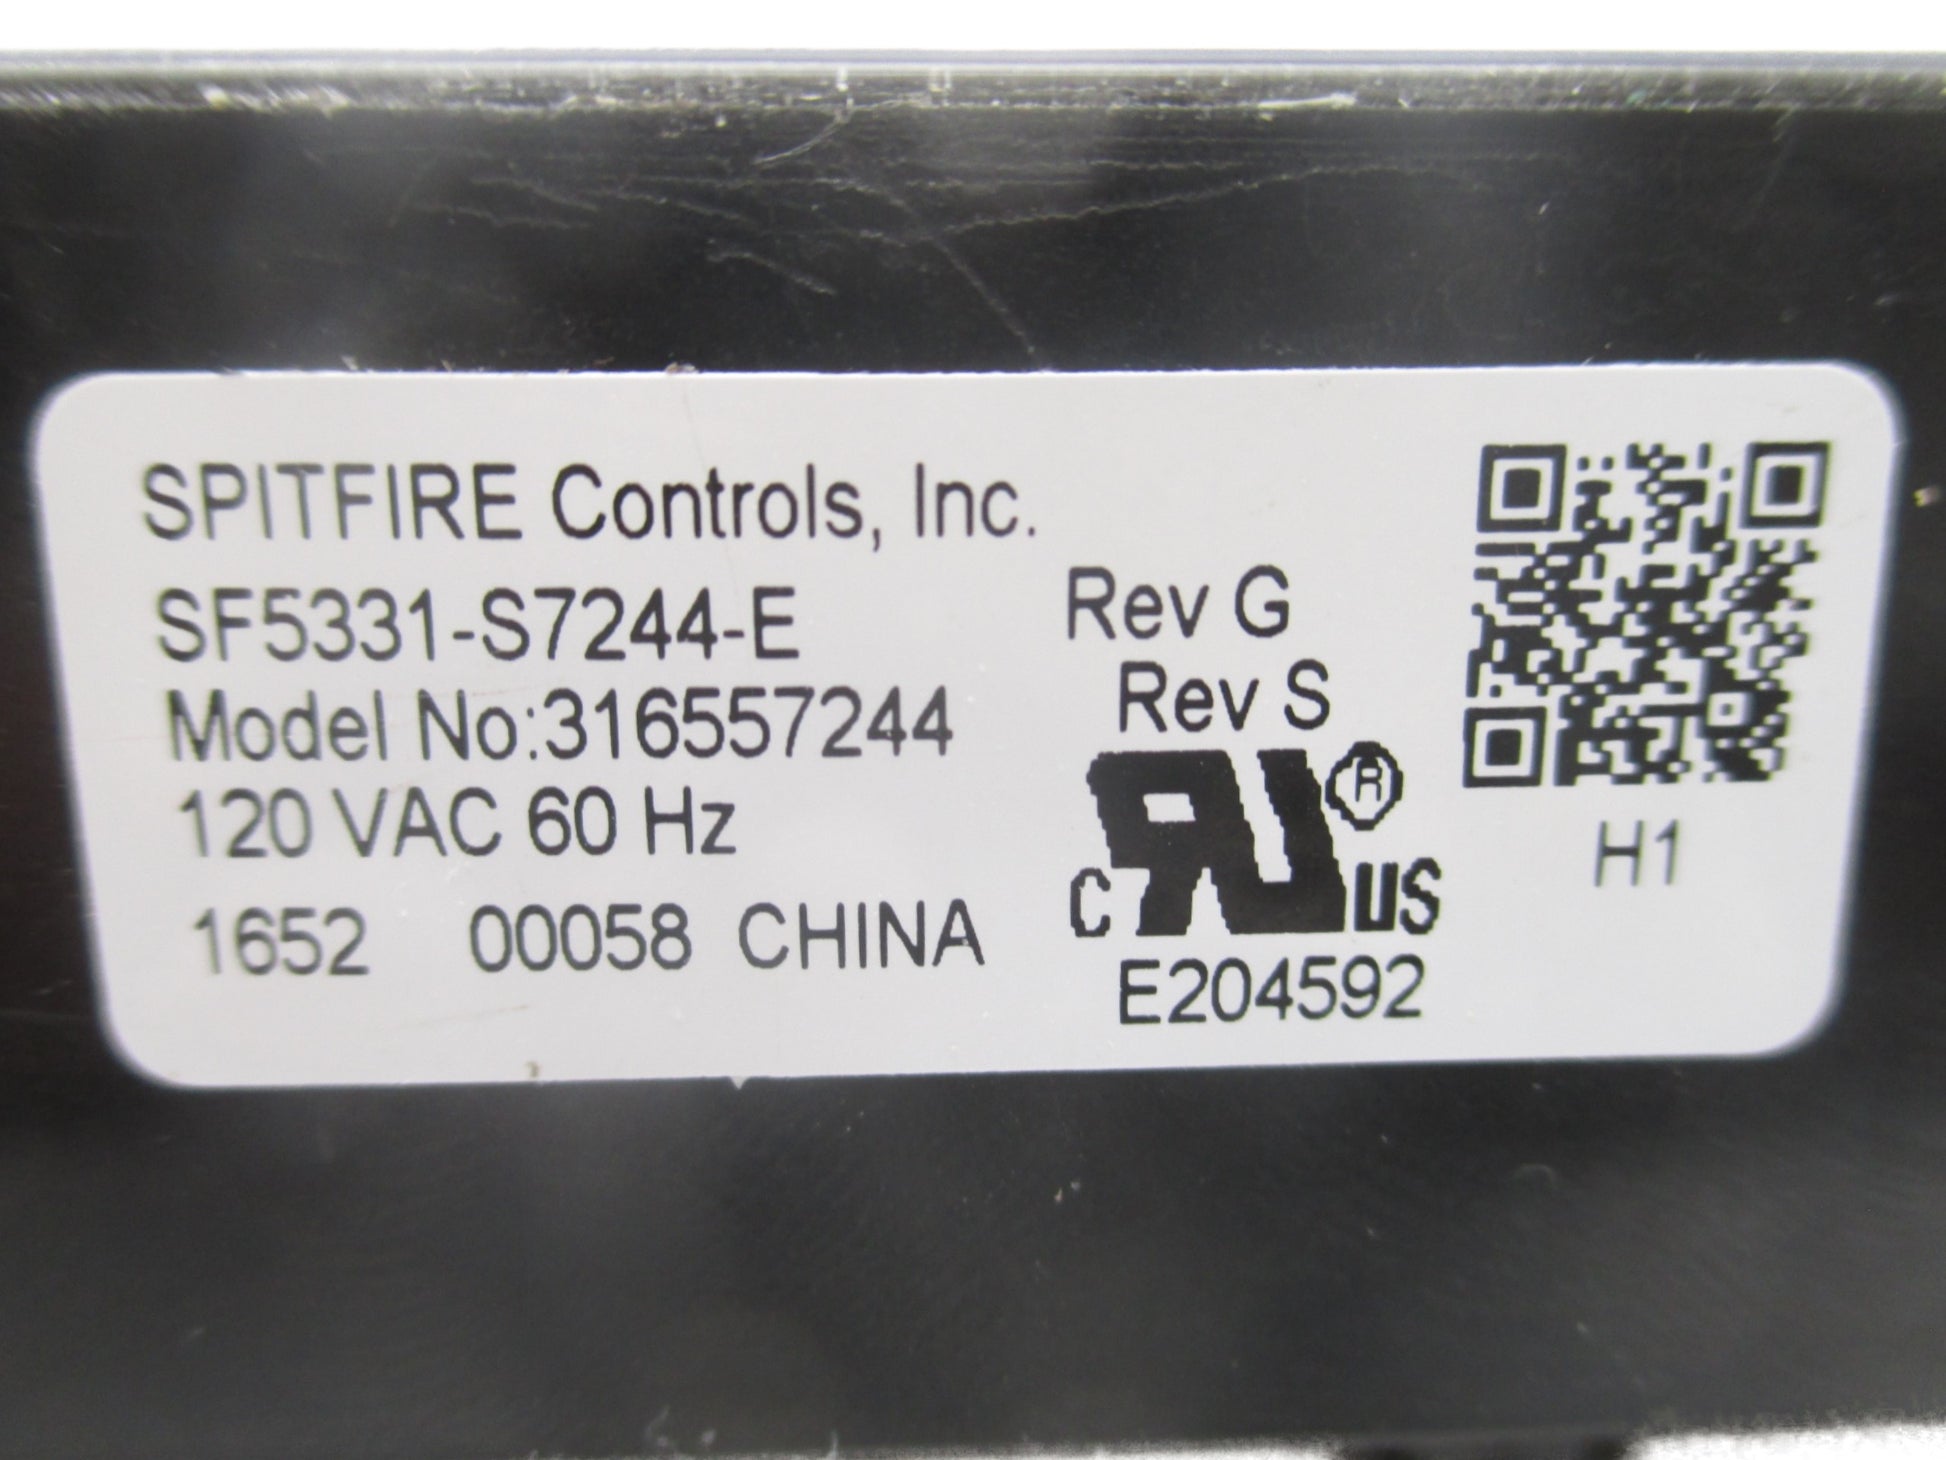 SPITFIRE Controls, Inc.
SF5331-S7244-E Rev G
Model No:316557244 Rev S
120 VAC 60 Hz
1652 00058 CHINA
C RU ® US
E204592
H1